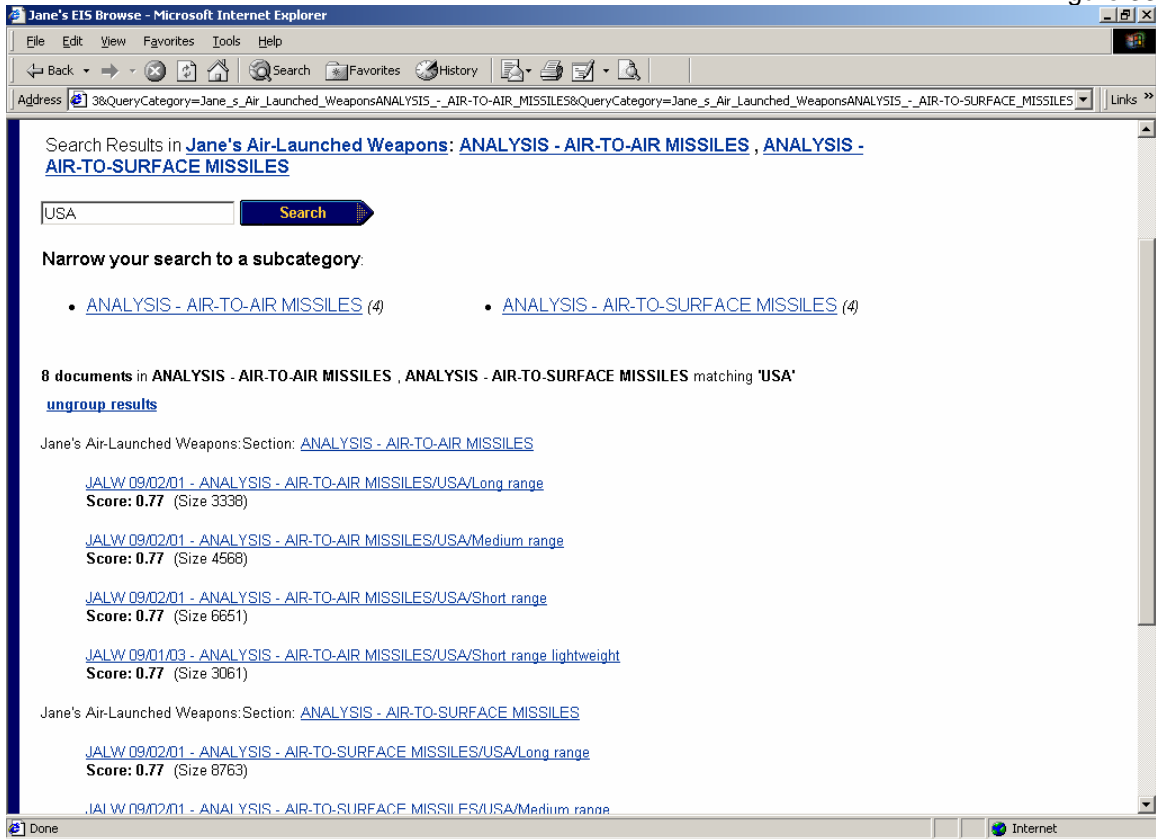 Jane's EIS Browse - Microsoft Internet Explorer
File Edit View Favorites Tools Help
Back Search Favorites History
Address 3&QueryCategory=Jane_s_Air_Launched_WeaponsANALYSIS_-_AIR-TO-AIR_MISSILES&QueryCategory=Jane_s_Air_Launched_WeaponsANALYSIS_-_AIR-TO-SURFACE_MISSILES Links »
Search Results in Jane's Air-Launched Weapons: ANALYSIS - AIR-TO-AIR MISSILES , ANALYSIS -
AIR-TO-SURFACE MISSILES
USA Search
Narrow your search to a subcategory:
• ANALYSIS - AIR-TO-AIR MISSILES (4) • ANALYSIS - AIR-TO-SURFACE MISSILES (4)
8 documents in ANALYSIS - AIR-TO-AIR MISSILES , ANALYSIS - AIR-TO-SURFACE MISSILES matching 'USA'
ungroup results
Jane's Air-Launched Weapons:Section: ANALYSIS - AIR-TO-AIR MISSILES
JALW 09/02/01 - ANALYSIS - AIR-TO-AIR MISSILES/USA/Long range
Score: 0.77 (Size 3338)
JALW 09/02/01 - ANALYSIS - AIR-TO-AIR MISSILES/USA/Medium range
Score: 0.77 (Size 4568)
JALW 09/02/01 - ANALYSIS - AIR-TO-AIR MISSILES/USA/Short range
Score: 0.77 (Size 6651)
JALW 09/01/03 - ANALYSIS - AIR-TO-AIR MISSILES/USA/Short range lightweight
Score: 0.77 (Size 3061)
Jane's Air-Launched Weapons:Section: ANALYSIS - AIR-TO-SURFACE MISSILES
JALW 09/02/01 - ANALYSIS - AIR-TO-SURFACE MISSILES/USA/Long range
Score: 0.77 (Size 8763)
JALW 09/02/01 - ANALYSIS - AIR-TO-SURFACE MISSILES/USA/Medium range
Done Internet